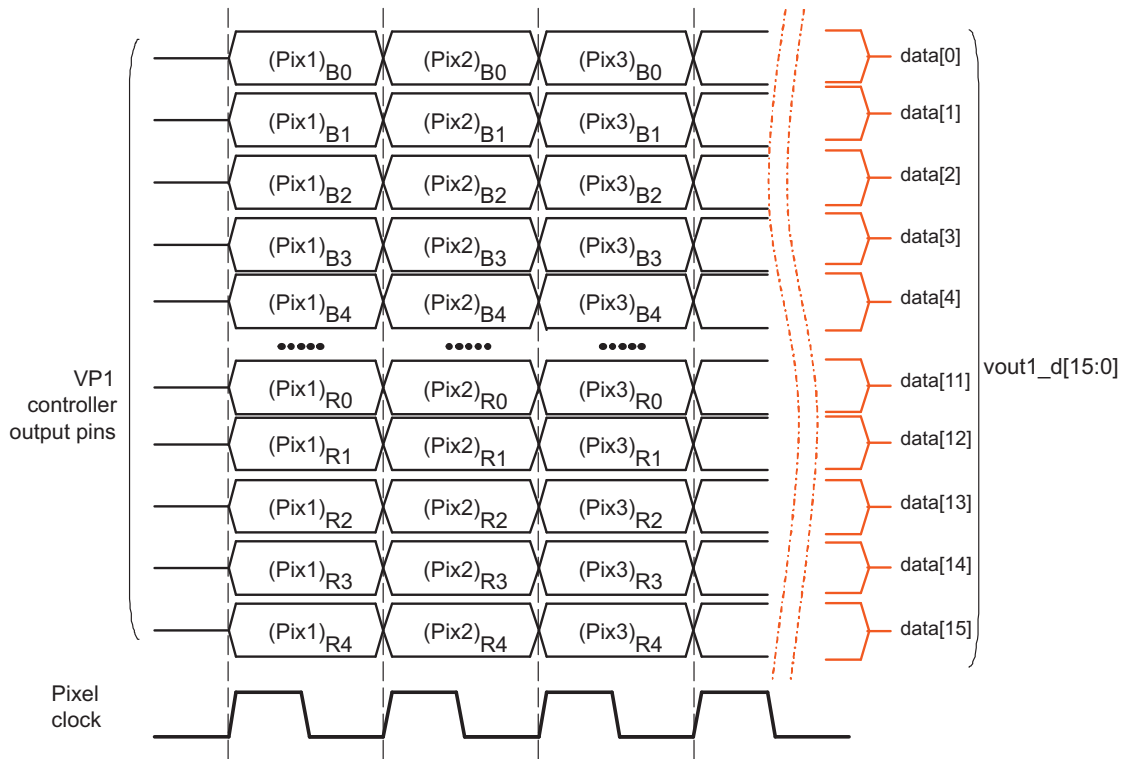 (Pix1)B0 (Pix2)B0 (Pix3)B0 data[0]
(Pix1)B1 (Pix2)B1 (Pix3)B1 data[1]
(Pix1)B2 (Pix2)B2 (Pix3)B2 data[2]
(Pix1)B3 (Pix2)B3 (Pix3)B3 data[3]
(Pix1)B4 (Pix2)B4 (Pix3)B4 data[4]
••••• ••••• •••••
VP1
controller
output pins
vout1_d[15:0]
(Pix1)R0 (Pix2)R0 (Pix3)R0 data[11]
(Pix1)R1 (Pix2)R1 (Pix3)R1 data[12]
(Pix1)R2 (Pix2)R2 (Pix3)R2 data[13]
(Pix1)R3 (Pix2)R3 (Pix3)R3 data[14]
(Pix1)R4 (Pix2)R4 (Pix3)R4 data[15]
Pixel
clock